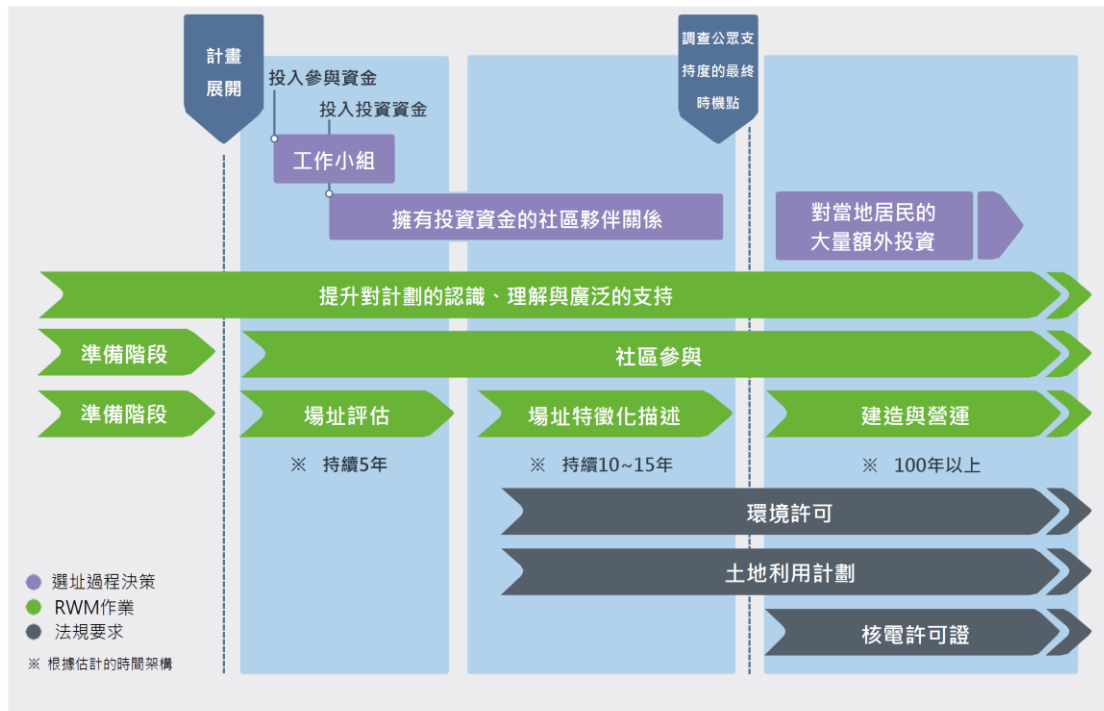 計畫
展開
調查公眾支
持度的最終
時機點
投入參與資金
投入投資資金
工作小組
擁有投資資金的社區夥伴關係
對當地居民的
大量額外投資
提升對計劃的認識、理解與廣泛的支持
準備階段
社區參與
準備階段
場址評估
場址特徵化描述
建造與營運
※ 持續5年
※ 持續10~15年
※ 100年以上
環境許可
土地利用計劃
核電許可證
選址過程決策
RWM作業
法規要求
※ 根據估計的時間架構